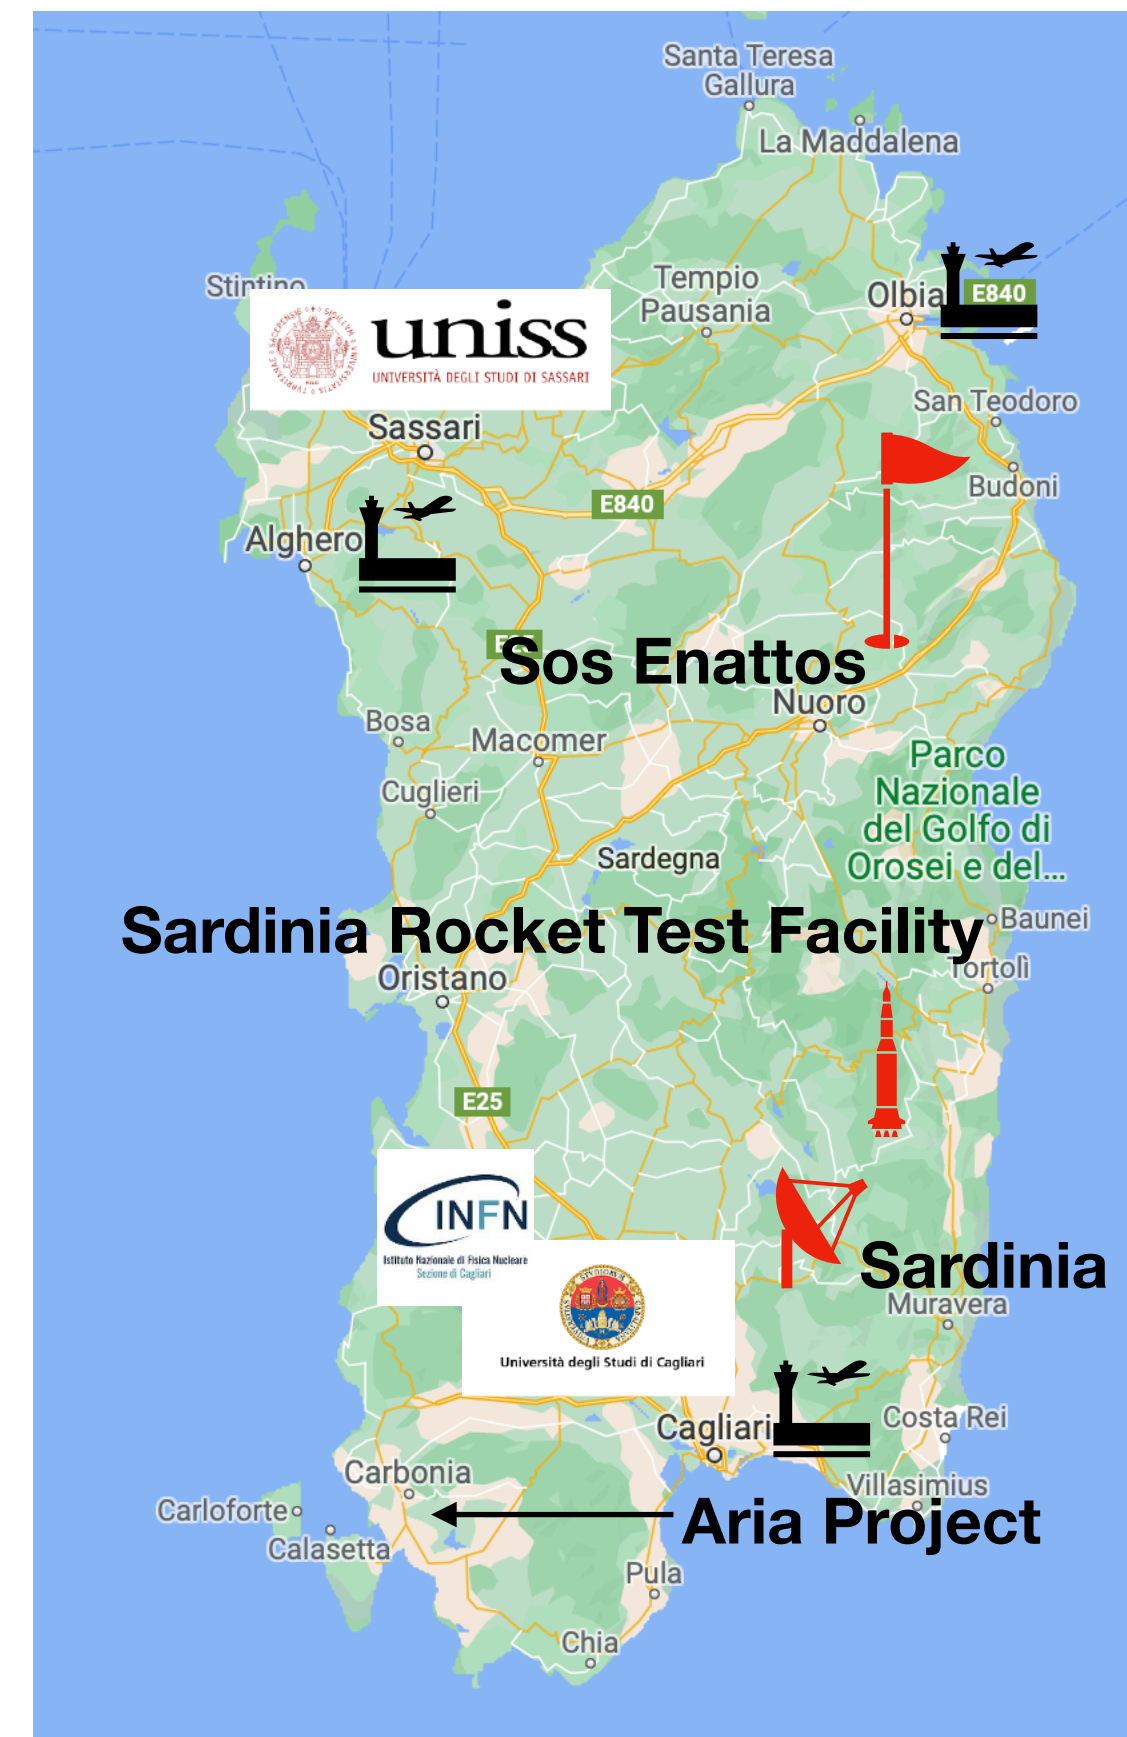 Santa Teresa
Gallura
La Maddalena
Stintino
Tempio
Pausania
Olbia
E840
uniss
UNIVERSITÀ DEGLI STUDI DI SASSARI
San Teodoro
Sassari
Budoni
E840
Alghero
Sos Enattos
Nuoro
Bosa
Macomer
Parco
Nazionale
del Golfo di
Orosei e del...
Cuglieri
Sardegna
Sardinia Rocket Test Facility
Baunei
Tortolì
Oristano
E25
INFN
Istituto Nazionale di Fisica Nucleare
Sezione di Cagliari
Sardinia
Muravera
Università degli Studi di Cagliari
Cagliari
Costa Rei
Carbonia
Villasimius
Carloforte
Aria Project
Calasetta
Pula
Chia